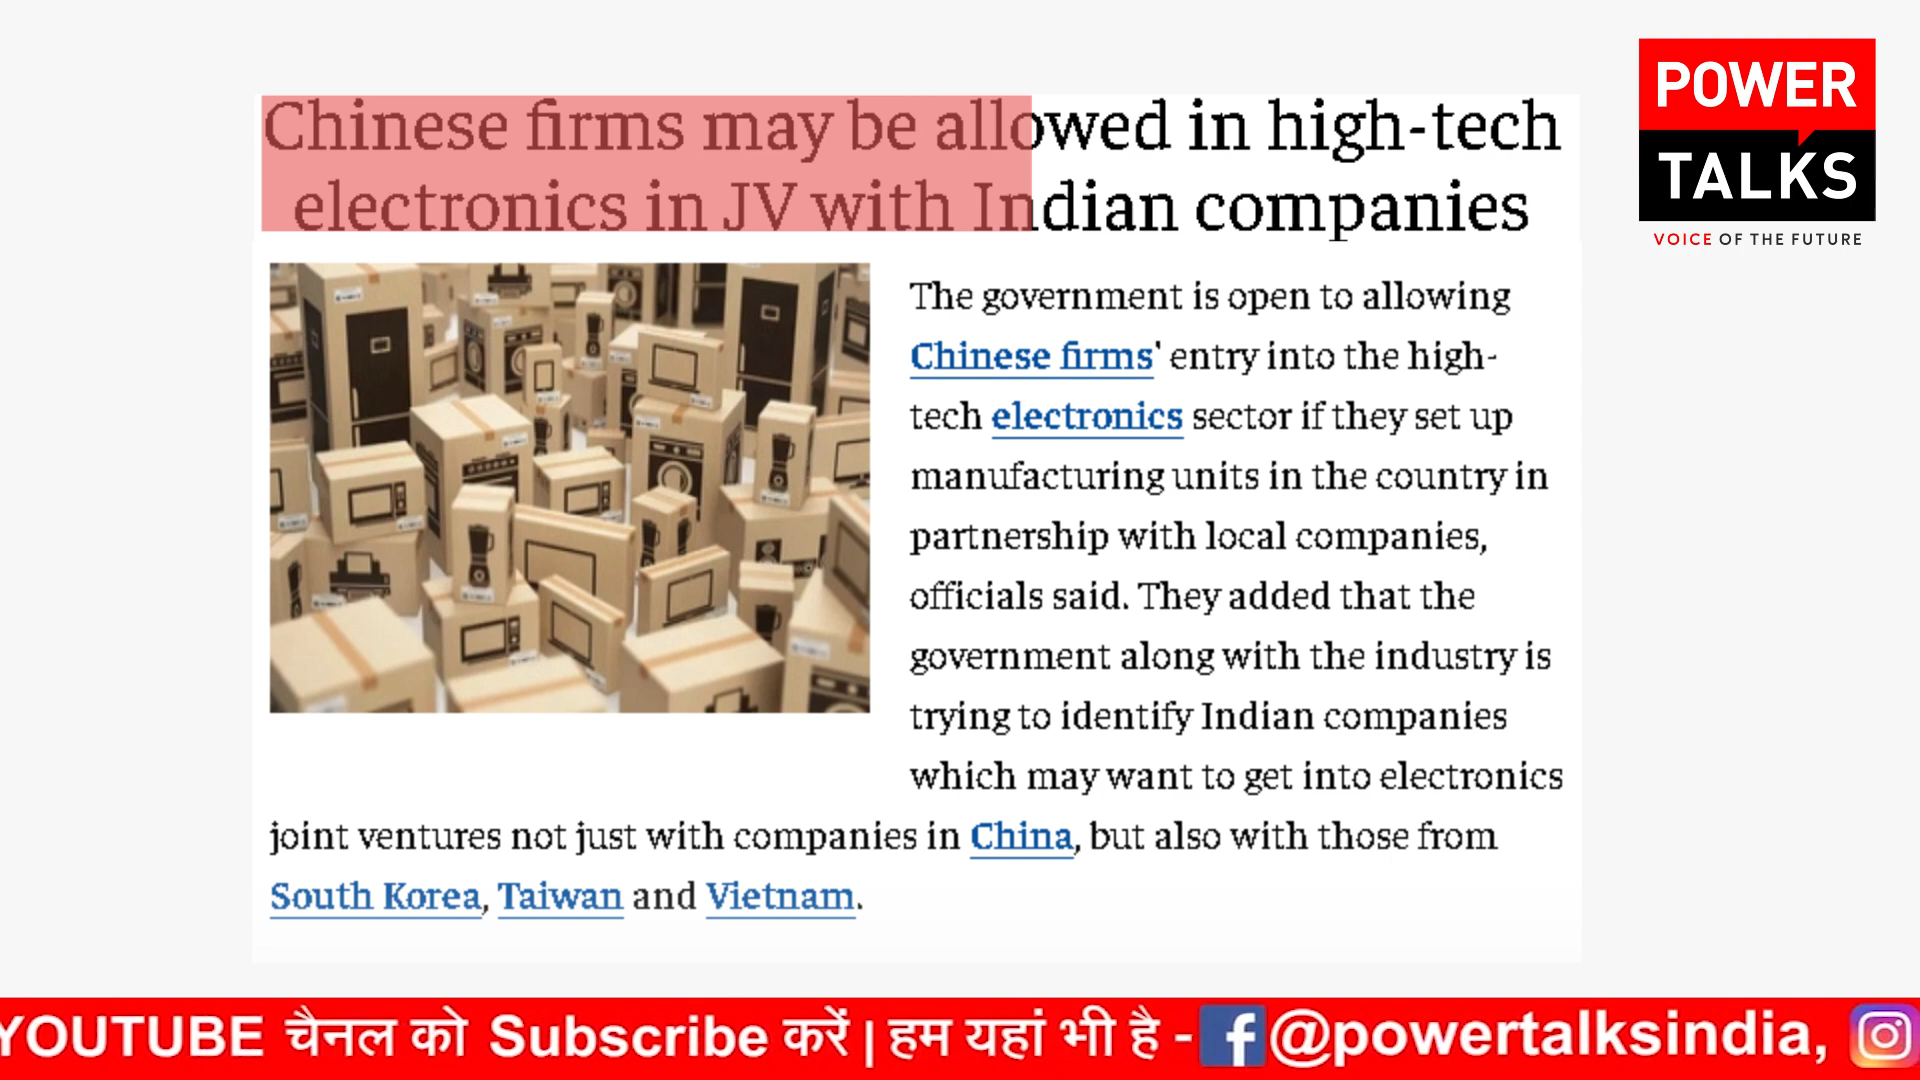 Chinese firms may be allowed in high-tech
electronics in JV with Indian companies
POWER
TALKS
VOICE OF THE FUTURE
The government is open to allowing
Chinese firms' entry into the high-
tech electronics sector if they set up
manufacturing units in the country in
partnership with local companies,
officials said. They added that the
government along with the industry is
trying to identify Indian companies
which may want to get into electronics
joint ventures not just with companies in China, but also with those from
South Korea, Taiwan and Vietnam.
YOUTUBE चैनल को Subscribe करें | हम यहां भी है - f @powertalksindia,